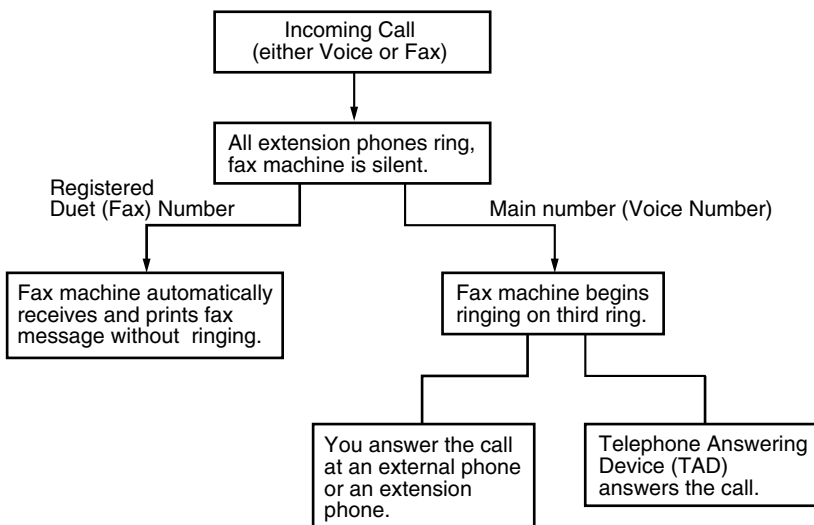 Incoming Call
(either Voice or Fax)
All extension phones ring,
fax machine is silent.
Registered
Duet (Fax) Number
Main number (Voice Number)
Fax machine automatically
receives and prints fax
message without ringing.
Fax machine begins
ringing on third ring.
You answer the call
at an external phone
or an extension
phone.
Telephone Answering
Device (TAD)
answers the call.